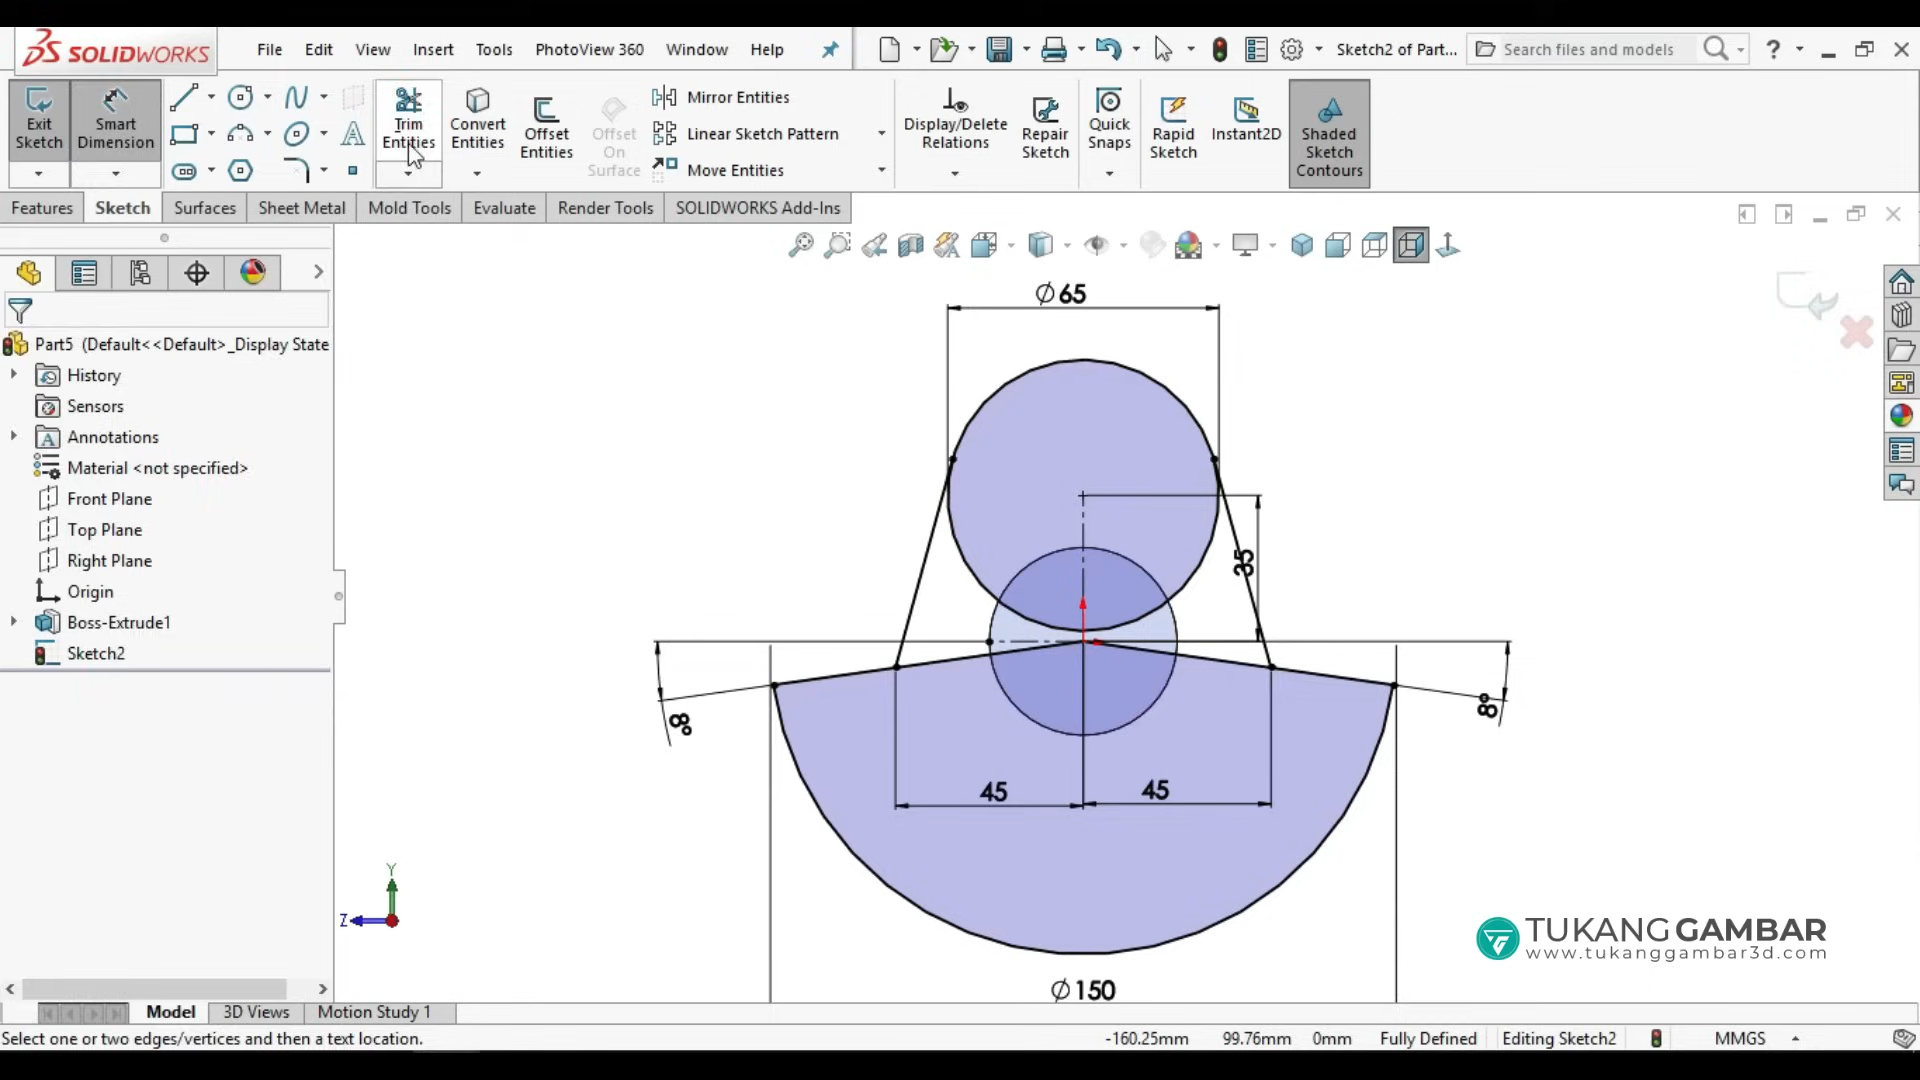 SOLIDWORKS
File Edit View Insert Tools PhotoView 360 Window Help
Sketch2 of Part...
Search files and models
Exit Sketch
Smart Dimension
Trim Entities
Convert Entities
Offset Entities
Offset On Surface
Mirror Entities
Linear Sketch Pattern
Move Entities
Display/Delete Relations
Repair Sketch
Quick Snaps
Rapid Sketch
Instant2D
Shaded Sketch Contours
Features Sketch Surfaces Sheet Metal Mold Tools Evaluate Render Tools SOLIDWORKS Add-Ins
Part5 (Default<<Default>_Display State
History
Sensors
Annotations
Material <not specified>
Front Plane
Top Plane
Right Plane
Origin
Boss-Extrude1
Sketch2
∅65
35
8°
8°
45
45
∅150
Y
Z
TUKANG GAMBAR
www.tukanggambar3d.com
Model 3D Views Motion Study 1
Select one or two edges/vertices and then a text location.
-160.25mm 99.76mm 0mm Fully Defined Editing Sketch2 MMGS